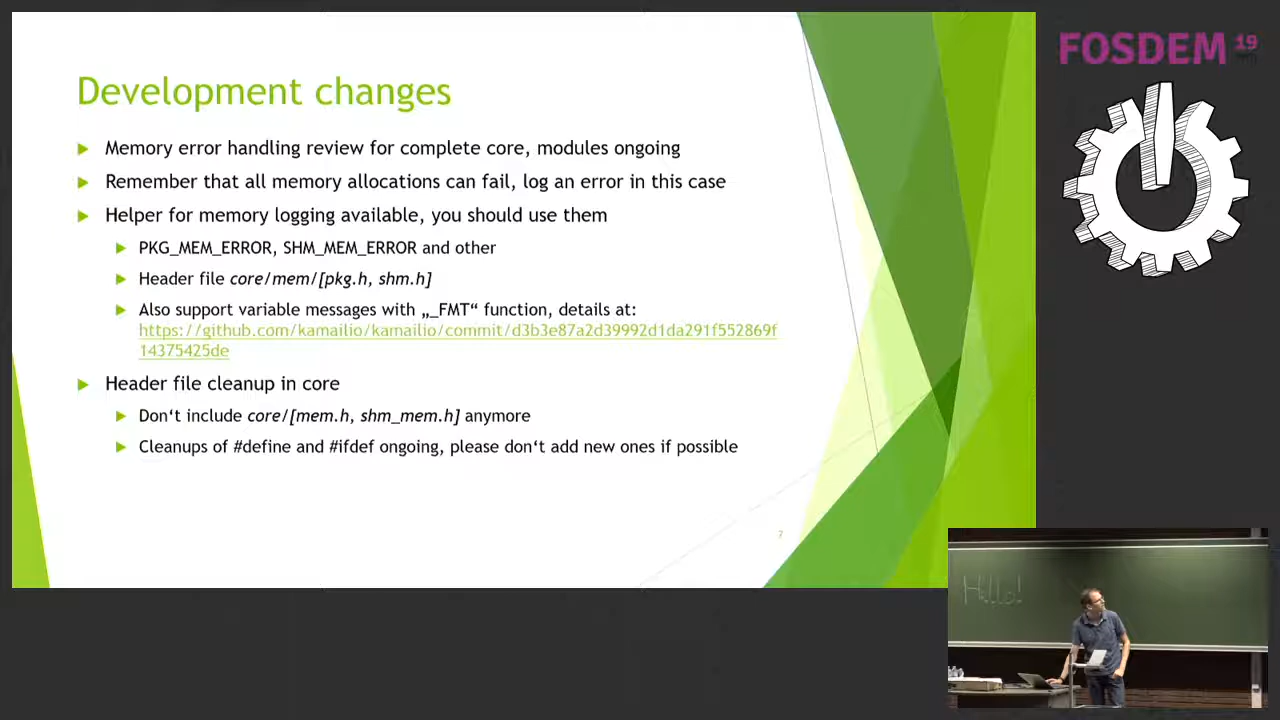 Development changes
Memory error handling review for complete core, modules ongoing
Remember that all memory allocations can fail, log an error in this case
Helper for memory logging available, you should use them
PKG_MEM_ERROR, SHM_MEM_ERROR and other
Header file core/mem/[pkg.h, shm.h]
Also support variable messages with „_FMT“ function, details at:
https://github.com/kamailio/kamailio/commit/d3b3e87a2d39992d1da291f552869f
14375425de
Header file cleanup in core
Don‘t include core/[mem.h, shm_mem.h] anymore
Cleanups of #define and #ifdef ongoing, please don‘t add new ones if possible
7
FOSDEM 19
Hello!